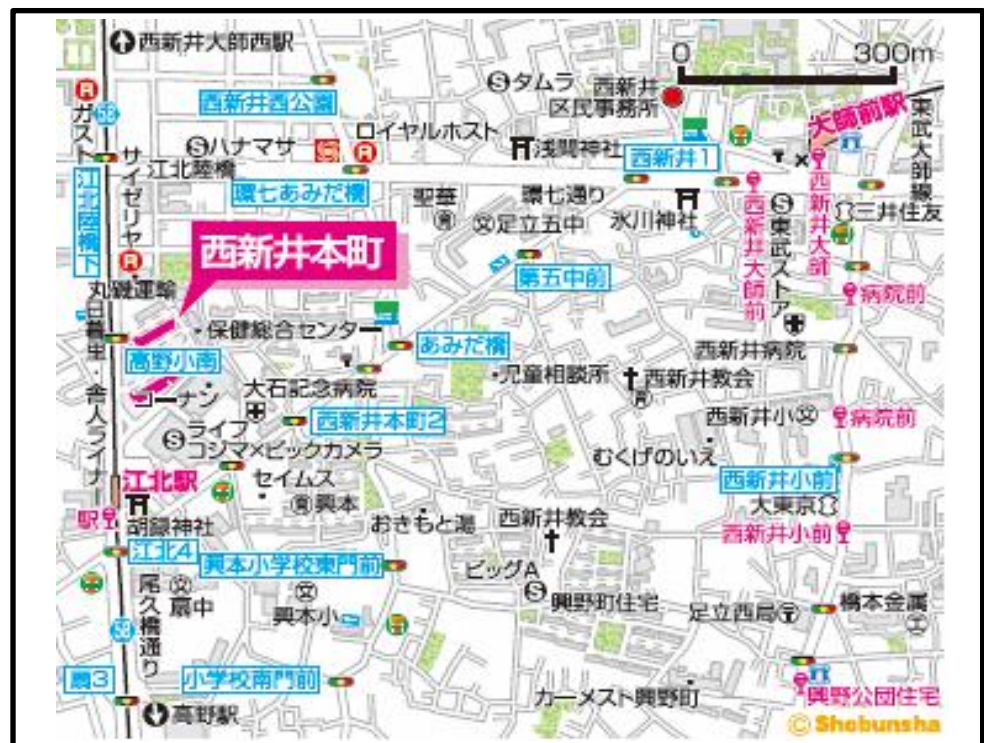 西新井大師西駅
0 300m
西新井西公園
タムラ
西新井
区民事務所
大師前駅
東武大師線
ガスト
58
サイゼリヤ
ハナマサ
ロイヤルホスト
浅間神社
西新井1
江北陸橋
環七あみだ橋
環七通り
聖華
足立五中
氷川神社
西新井大師前
東武ストア
西新井大師
三井住友
江北陸橋下
西新井本町
第五中前
病院前
丸磯運輸
日暮里・舎人ライナー
保健総合センター
高野小南
あみだ橋
西新井病院
コーナン
大石記念病院
児童相談所
西新井教会
西新井小
病院前
西新井本町2
ライフ
コジマ×ビックカメラ
むくげのいえ
西新井小前
江北駅
セイムス
興本
大東京
駅
胡録神社
おきもと湯
西新井教会
西新井小前
江北4
興本小学校東門前
ビッグA
尾久橋通り
扇中
興本小
興野町住宅
足立西局
橋本金属
58
扇3
小学校南門前
高野駅
カーメスト興野町
興野公団住宅
© Shobunsha